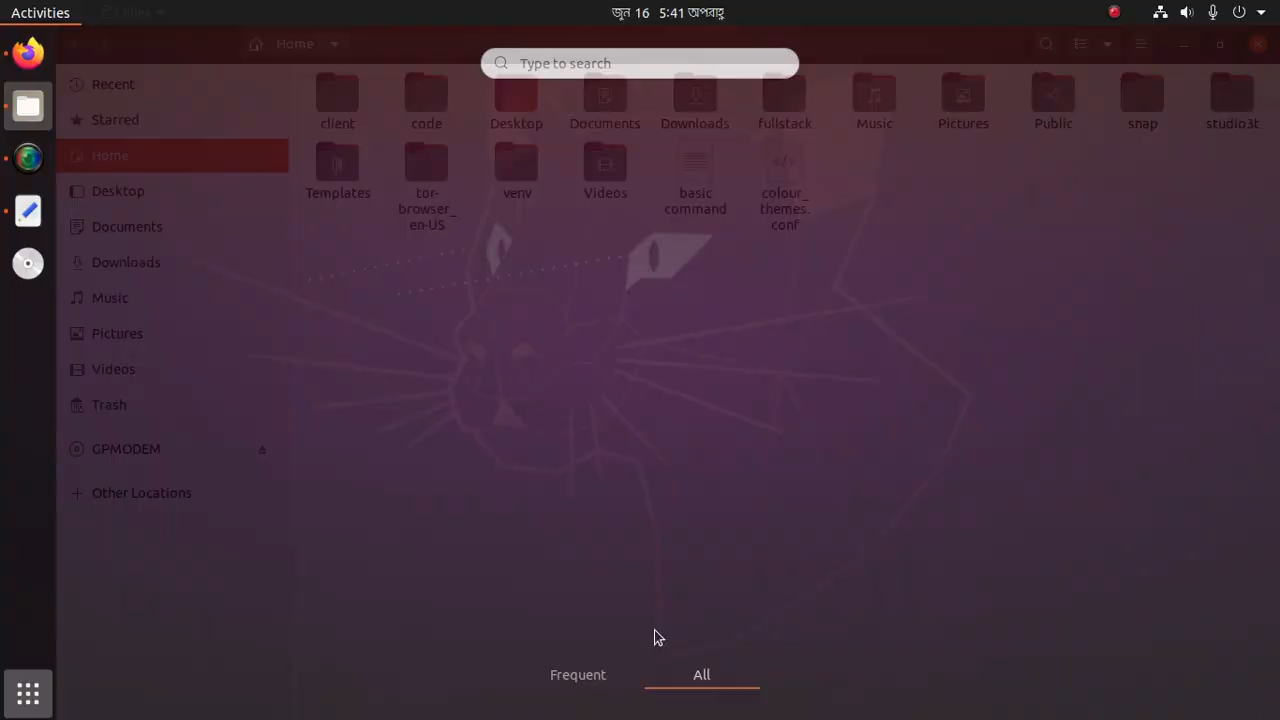 Activities
Files
জুন 16 5:41 অপরাহ্ণ
Home
Type to search
Recent
Starred
Home
Desktop
Documents
Downloads
Music
Pictures
Videos
Trash
GPMODEM
Other Locations
client
code
Desktop
Documents
Downloads
fullstack
Music
Pictures
Public
snap
studio3t
Templates
tor-
browser_
en-US
venv
Videos
basic
command
colour_
themes.
conf
Frequent
All